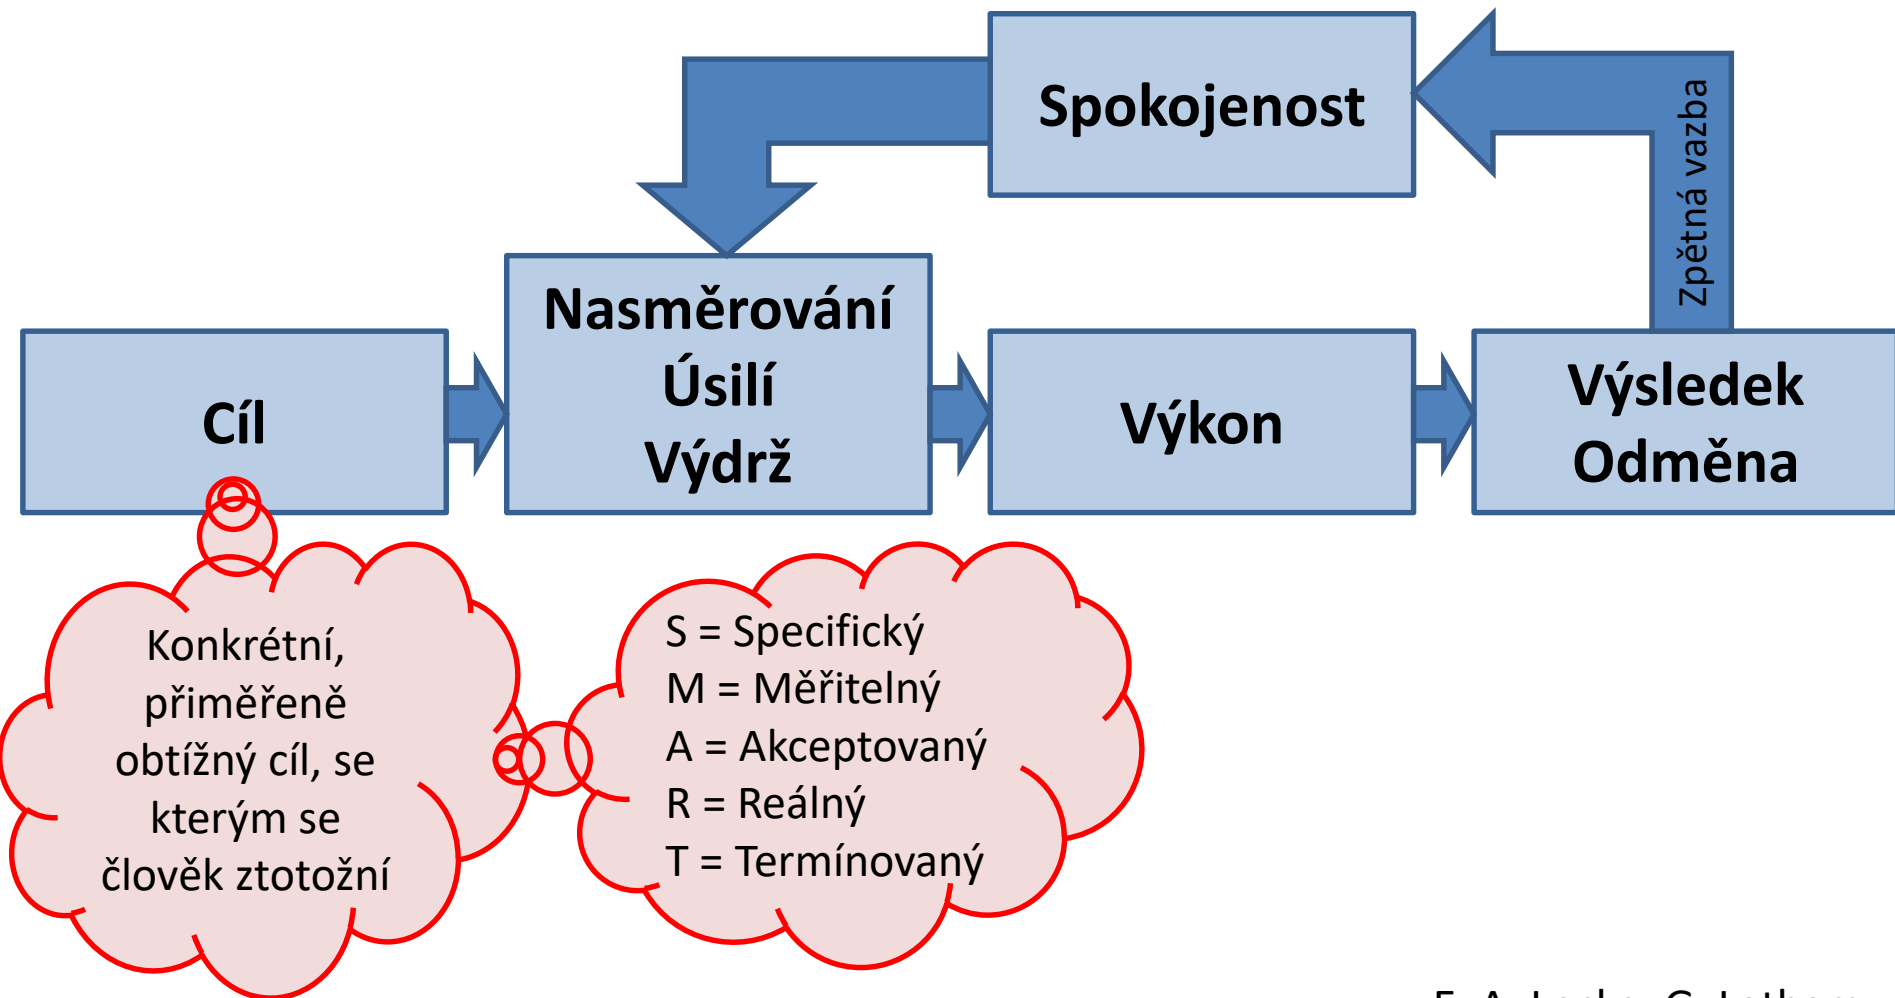 Spokojenost
Zpětná vazba
Nasměrování
Úsilí
Výdrž
Cíl
Výkon
Výsledek
Odměna
Konkrétní,
přiměřeně
obtížný cíl, se
kterým se
člověk ztotožní
S = Specifický
M = Měřitelný
A = Akceptovaný
R = Reálný
T = Termínovaný